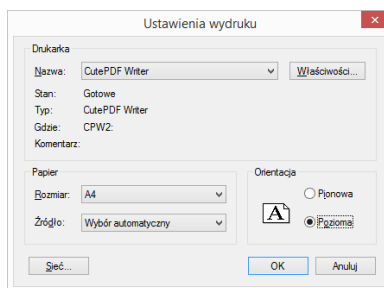 Ustawienia wydruku
Drukarka
Nazwa: CutePDF Writer Właściwości...
Stan: Gotowe
Typ: CutePDF Writer
Gdzie: CPW2:
Komentarz:
Papier Orientacja
Rozmiar: A4 Pionowa
A
Źródło: Wybór automatyczny Pozioma
Sieć... OK Anuluj